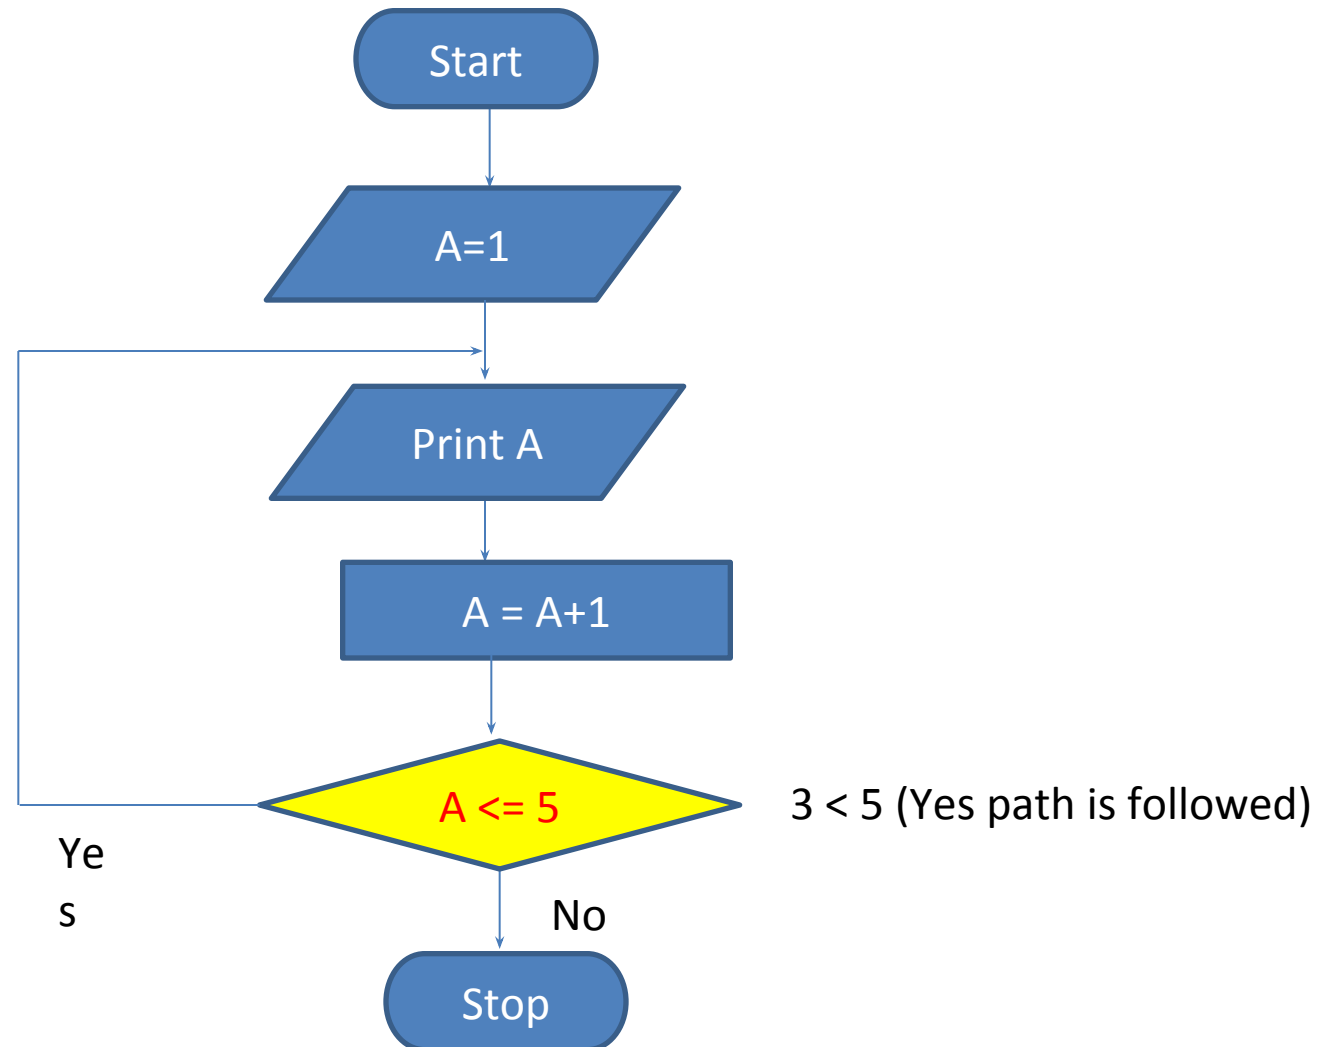 Start
A=1
Print A
A = A+1
A <= 5
3 < 5 (Yes path is followed)
Ye
s
No
Stop